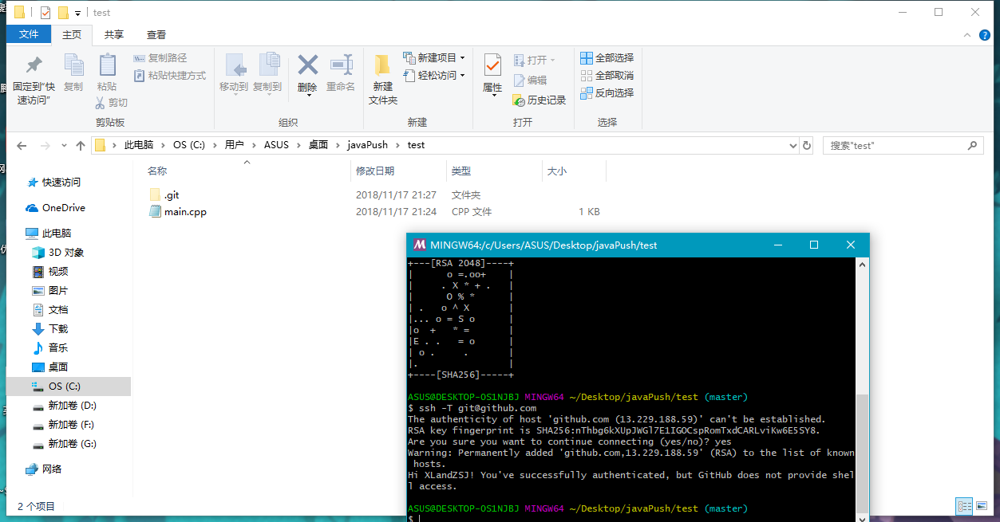 test
文件 主页 共享 查看
固定到"快速访问"
复制
粘贴
复制路径
粘贴快捷方式
剪切
剪贴板
移动到
复制到
删除
重命名
组织
新建文件夹
新建项目
轻松访问
新建
属性
打开
编辑
历史记录
打开
全部选择
全部取消
反向选择
选择
此电脑 › OS (C:) › 用户 › ASUS › 桌面 › javaPush › test
搜索"test"
名称 修改日期 类型 大小
.git 2018/11/17 21:27 文件夹
main.cpp 2018/11/17 21:24 CPP 文件 1 KB
快速访问
OneDrive
此电脑
3D 对象
视频
图片
文档
下载
音乐
桌面
OS (C:)
新加卷 (D:)
新加卷 (F:)
新加卷 (G:)
网络
2 个项目
MINGW64:/c/Users/ASUS/Desktop/javaPush/test
+---[RSA 2048]----+
|      o =.oo+    |
|     . X * + .   |
|      O % *      |
| .   o ^ X       |
|... o = S o      |
|o  +   * =       |
|E . .   = o      |
| o .     .       |
|.                |
+----[SHA256]-----+
ASUS@DESKTOP-OS1NJBJ MINGW64 ~/Desktop/javaPush/test (master)
$ ssh -T git@github.com
The authenticity of host 'github.com (13.229.188.59)' can't be established.
RSA key fingerprint is SHA256:nThbg6kXUpJWGl7E1IGOCspRomTxdCARLviKw6E5SY8.
Are you sure you want to continue connecting (yes/no)? yes
Warning: Permanently added 'github.com,13.229.188.59' (RSA) to the list of known
 hosts.
Hi XLandZSJ! You've successfully authenticated, but GitHub does not provide shel
l access.
ASUS@DESKTOP-OS1NJBJ MINGW64 ~/Desktop/javaPush/test (master)
$